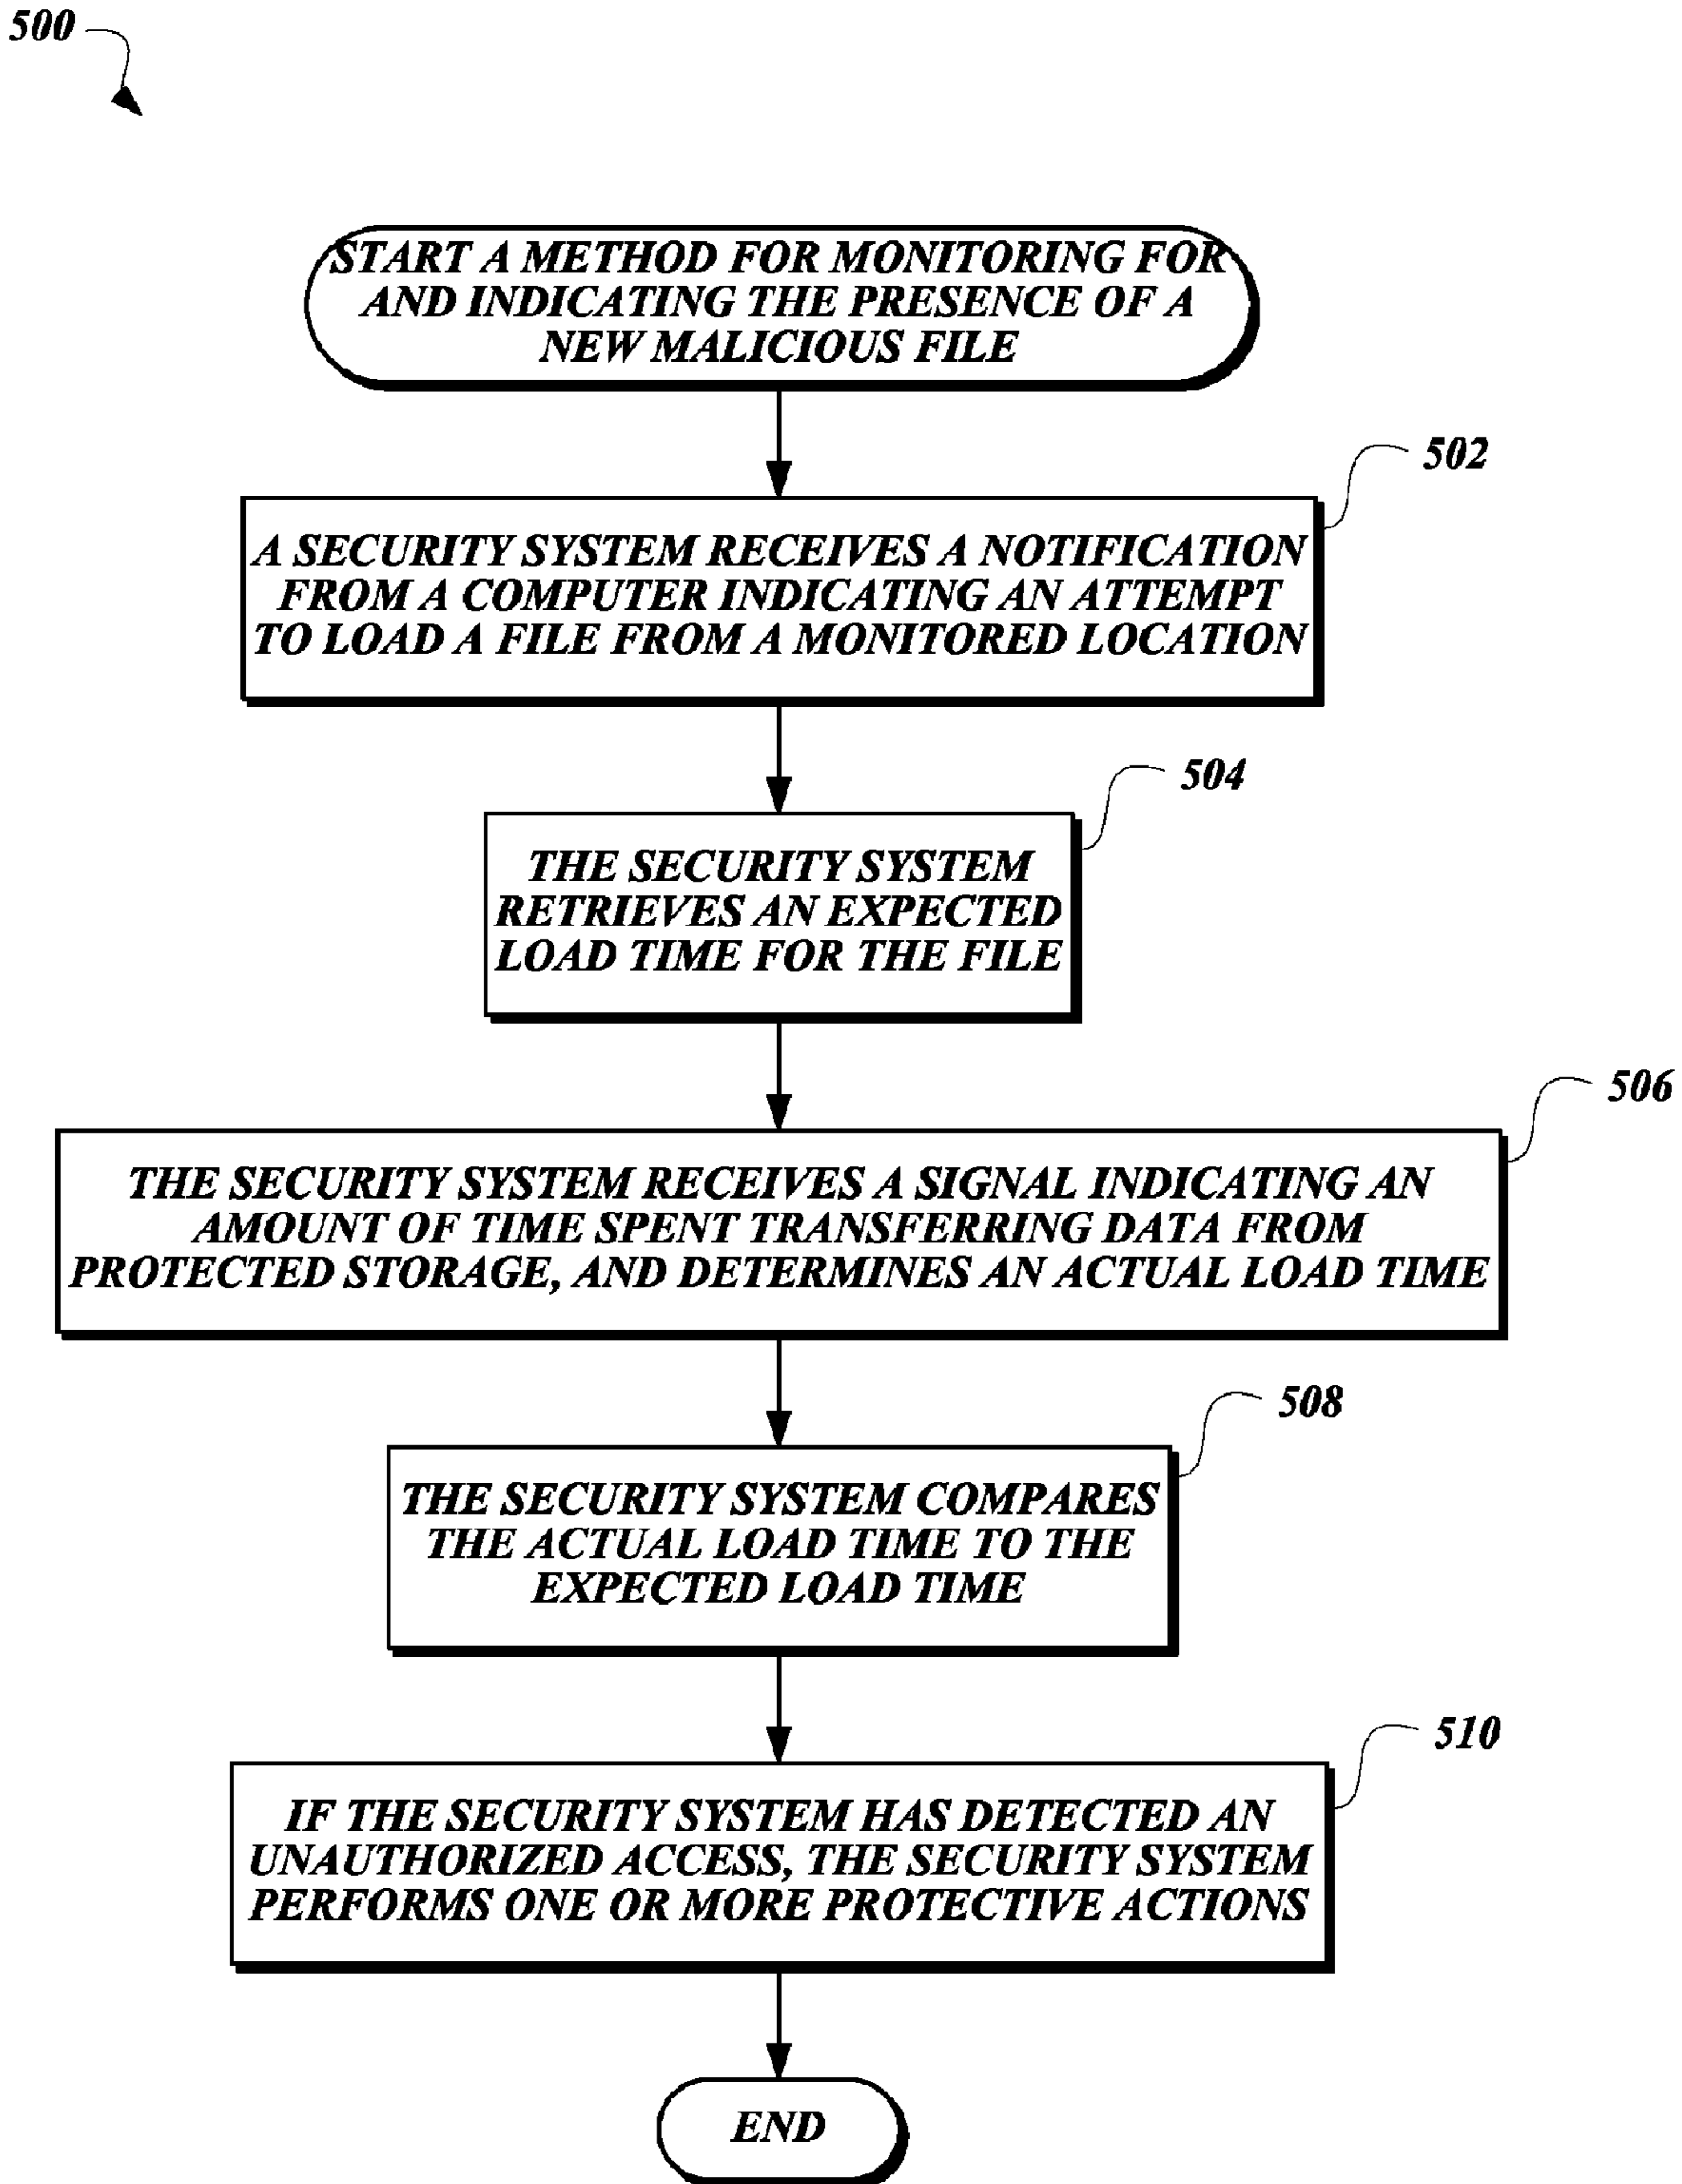 500
START A METHOD FOR MONITORING FOR
AND INDICATING THE PRESENCE OF A
NEW MALICIOUS FILE
502
A SECURITY SYSTEM RECEIVES A NOTIFICATION
FROM A COMPUTER INDICATING AN ATTEMPT
TO LOAD A FILE FROM A MONITORED LOCATION
504
THE SECURITY SYSTEM
RETRIEVES AN EXPECTED
LOAD TIME FOR THE FILE
506
THE SECURITY SYSTEM RECEIVES A SIGNAL INDICATING AN
AMOUNT OF TIME SPENT TRANSFERRING DATA FROM
PROTECTED STORAGE, AND DETERMINES AN ACTUAL LOAD TIME
508
THE SECURITY SYSTEM COMPARES
THE ACTUAL LOAD TIME TO THE
EXPECTED LOAD TIME
510
IF THE SECURITY SYSTEM HAS DETECTED AN
UNAUTHORIZED ACCESS, THE SECURITY SYSTEM
PERFORMS ONE OR MORE PROTECTIVE ACTIONS
END